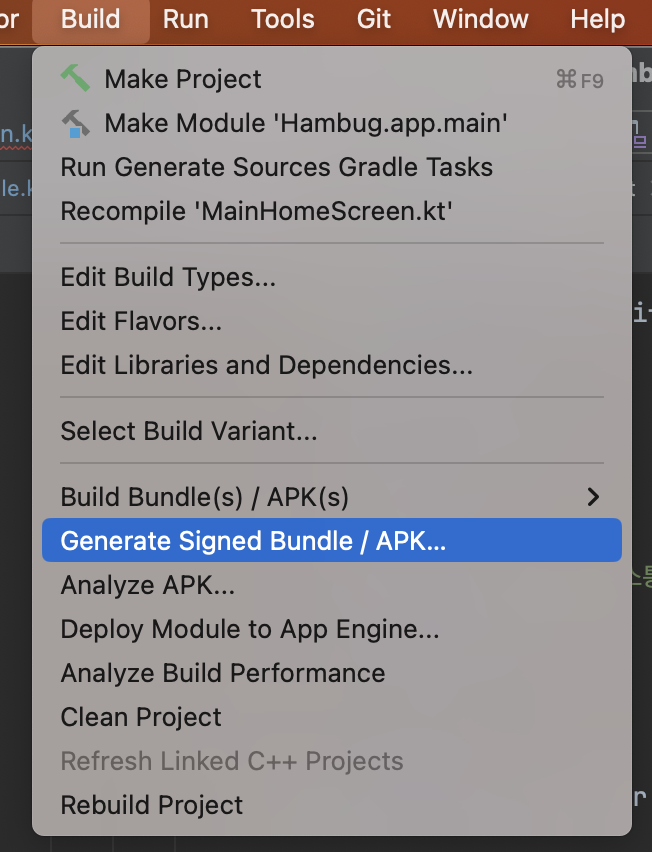 or Build Run Tools Git Window Help
Make Project ⌘F9
Make Module 'Hambug.app.main'
Run Generate Sources Gradle Tasks
Recompile 'MainHomeScreen.kt'
Edit Build Types...
Edit Flavors...
Edit Libraries and Dependencies...
Select Build Variant...
Build Bundle(s) / APK(s)
Generate Signed Bundle / APK...
Analyze APK...
Deploy Module to App Engine...
Analyze Build Performance
Clean Project
Refresh Linked C++ Projects
Rebuild Project